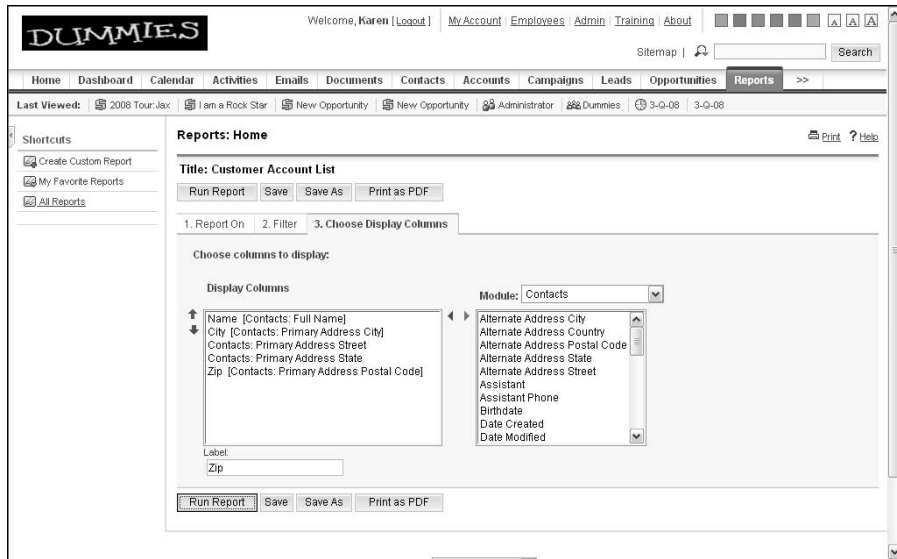 DUMMIES
Welcome, Karen [ Logout ] My Account | Employees | Admin | Training | About A A A
Sitemap | Search
Home Dashboard Calendar Activities Emails Documents Contacts Accounts Campaigns Leads Opportunities Reports >>
Last Viewed: 2008 Tour:Jax I am a Rock Star New Opportunity New Opportunity Administrator Dummies 3-Q-08 3-Q-08
Shortcuts
Create Custom Report
My Favorite Reports
All Reports
Reports: Home
Print ? Help
Title: Customer Account List
Run Report Save Save As Print as PDF
1. Report On 2. Filter 3. Choose Display Columns
Choose columns to display:
Display Columns
Module: Contacts
Name [Contacts: Full Name]
City [Contacts: Primary Address City]
Contacts: Primary Address Street
Contacts: Primary Address State
Zip [Contacts: Primary Address Postal Code]
Alternate Address City
Alternate Address Country
Alternate Address Postal Code
Alternate Address State
Alternate Address Street
Assistant
Assistant Phone
Birthdate
Date Created
Date Modified
Label:
Zip
Run Report Save Save As Print as PDF